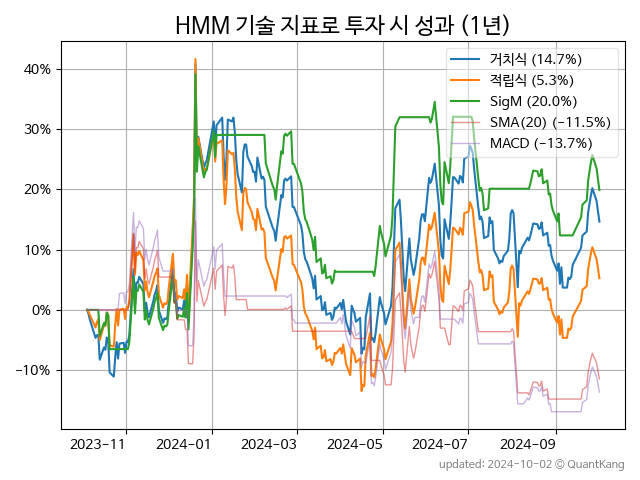 HMM 기술 지표로 투자 시 성과 (1년)
거치식 (14.7%)
적립식 (5.3%)
SigM (20.0%)
SMA(20) (−11.5%)
MACD (−13.7%)
40%
30%
20%
10%
0%
−10%
2023-11 2024-01 2024-03 2024-05 2024-07 2024-09
updated: 2024-10-02 ⓒ QuantKang